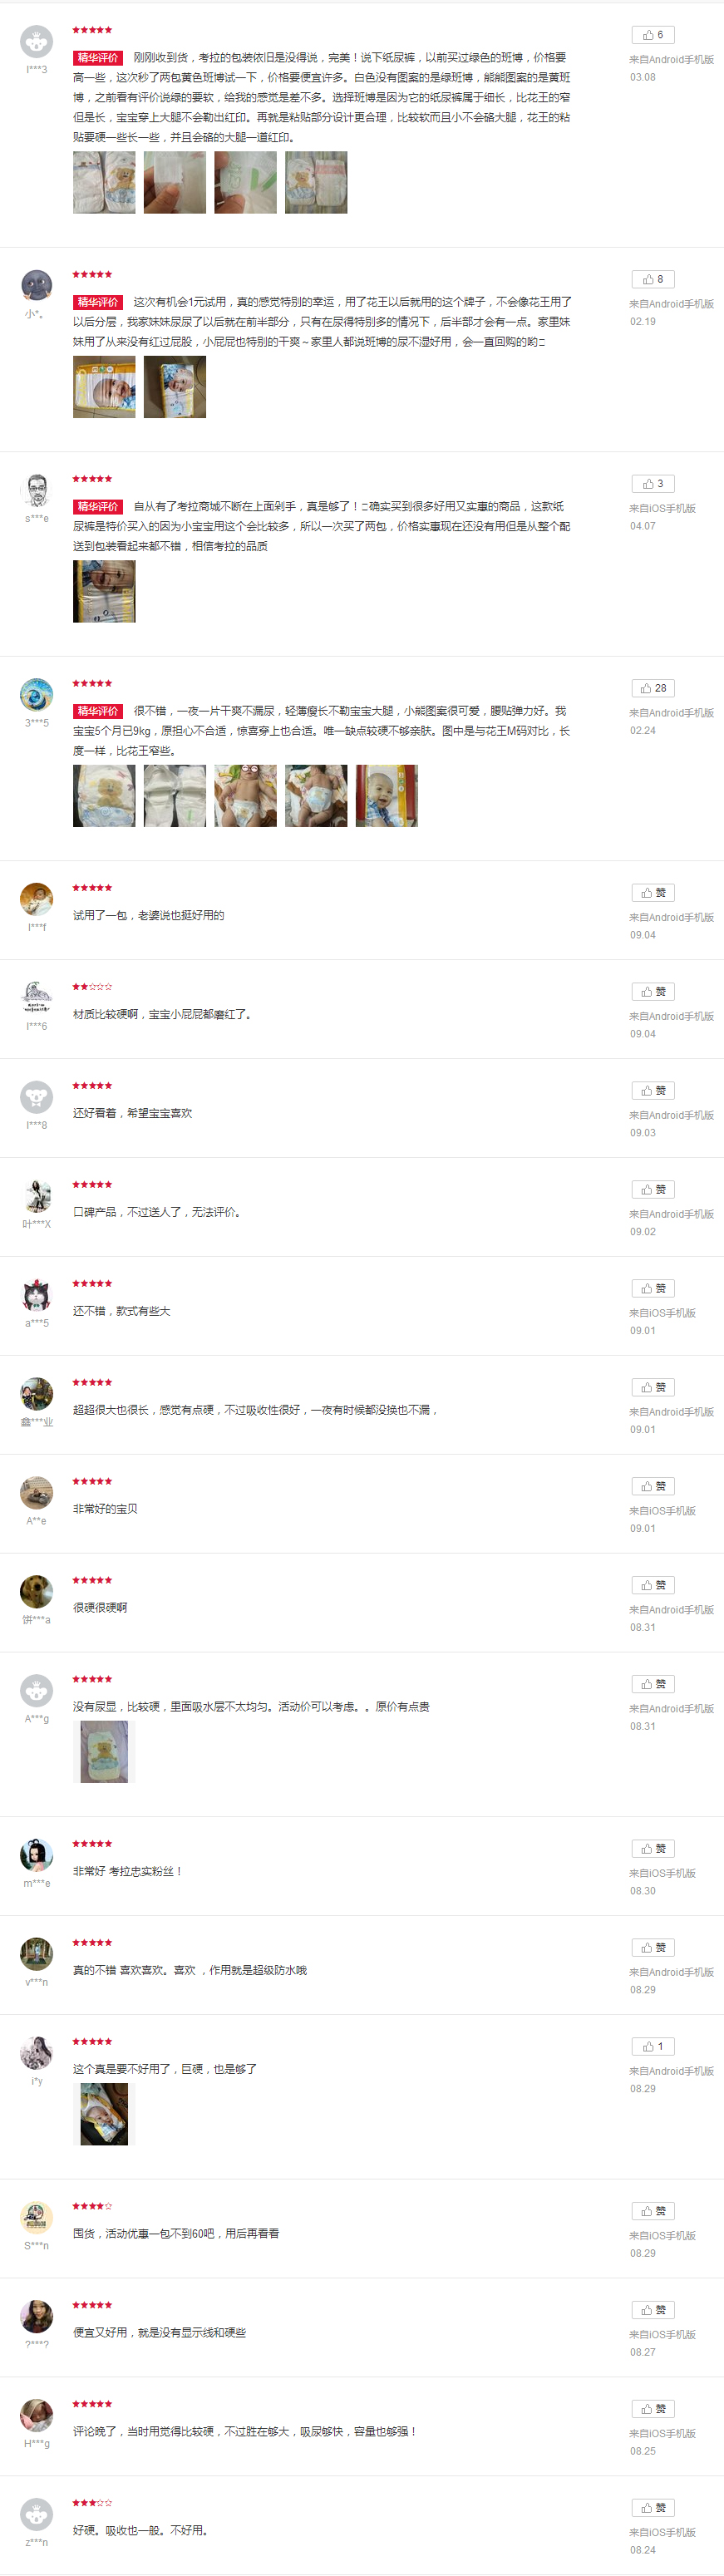 6
l***3
来自Android手机版
03.08
精华评价 刚刚收到货，考拉的包装依旧是没得说，完美！说下纸尿裤，以前买过绿色的班博，价格要
高一些，这次秒了两包黄色班博试一下，价格要便宜许多。白色没有图案的是绿班博，熊熊图案的是黄班
博，之前看有评价说绿的要软，给我的感觉是差不多。选择班博是因为它的纸尿裤属于细长，比花王的窄
但是长，宝宝穿上大腿不会勒出红印。再就是粘贴部分设计更合理，比较软而且小不会硌大腿，花王的粘
贴要硬一些长一些，并且会硌的大腿一道红印。
8
小*。
来自Android手机版
02.19
精华评价 这次有机会1元试用，真的感觉特别的幸运，用了花王以后就用的这个牌子，不会像花王用了
以后分层，我家妹妹尿尿了以后就在前半部分，只有在尿得特别多的情况下，后半部才会有一点。家里妹
妹用了从来没有红过屁股，小屁屁也特别的干爽～家里人都说班博的尿不湿好用，会一直回购的哟
3
s***e
来自iOS手机版
04.07
精华评价 自从有了考拉商城不断在上面剁手，真是够了！确实买到很多好用又实惠的商品，这款纸
尿裤是特价买入的因为小宝宝用这个会比较多，所以一次买了两包，价格实惠现在还没有用但是从整个配
送到包装看起来都不错，相信考拉的品质
28
3***5
来自Android手机版
02.24
精华评价 很不错，一夜一片干爽不漏尿，轻薄瘦长不勒宝宝大腿，小熊图案很可爱，腰贴弹力好。我
宝宝5个月已9kg，原担心不合适，惊喜穿上也合适。唯一缺点较硬不够亲肤。图中是与花王M码对比，长
度一样，比花王窄些。
赞
l***f
来自Android手机版
09.04
试用了一包，老婆说也挺好用的
赞
l***6
来自Android手机版
09.04
材质比较硬啊，宝宝小屁屁都磨红了。
赞
l***8
来自Android手机版
09.03
还好看着，希望宝宝喜欢
赞
叶***X
来自Android手机版
09.02
口碑产品，不过送人了，无法评价。
赞
a***5
来自iOS手机版
09.01
还不错，款式有些大
赞
鑫***业
来自Android手机版
09.01
超超很大也很长，感觉有点硬，不过吸收性很好，一夜有时候都没换也不漏，
赞
A**e
来自iOS手机版
09.01
非常好的宝贝
赞
饼***a
来自Android手机版
08.31
很硬很硬啊
赞
A***g
来自Android手机版
08.31
没有尿显，比较硬，里面吸水层不太均匀。活动价可以考虑。。原价有点贵
赞
m***e
来自iOS手机版
08.30
非常好 考拉忠实粉丝！
赞
v***n
来自Android手机版
08.29
真的不错 喜欢喜欢。喜欢 ，作用就是超级防水哦
1
i*y
来自Android手机版
08.29
这个真是要不好用了，巨硬，也是够了
赞
S***n
来自iOS手机版
08.29
囤货，活动优惠一包不到60吧，用后再看看
赞
?***?
来自iOS手机版
08.27
便宜又好用，就是没有显示线和硬些
赞
H***g
来自iOS手机版
08.25
评论晚了，当时用觉得比较硬，不过胜在够大，吸尿够快，容量也够强！
赞
z***n
来自iOS手机版
08.24
好硬。吸收也一般。不好用。